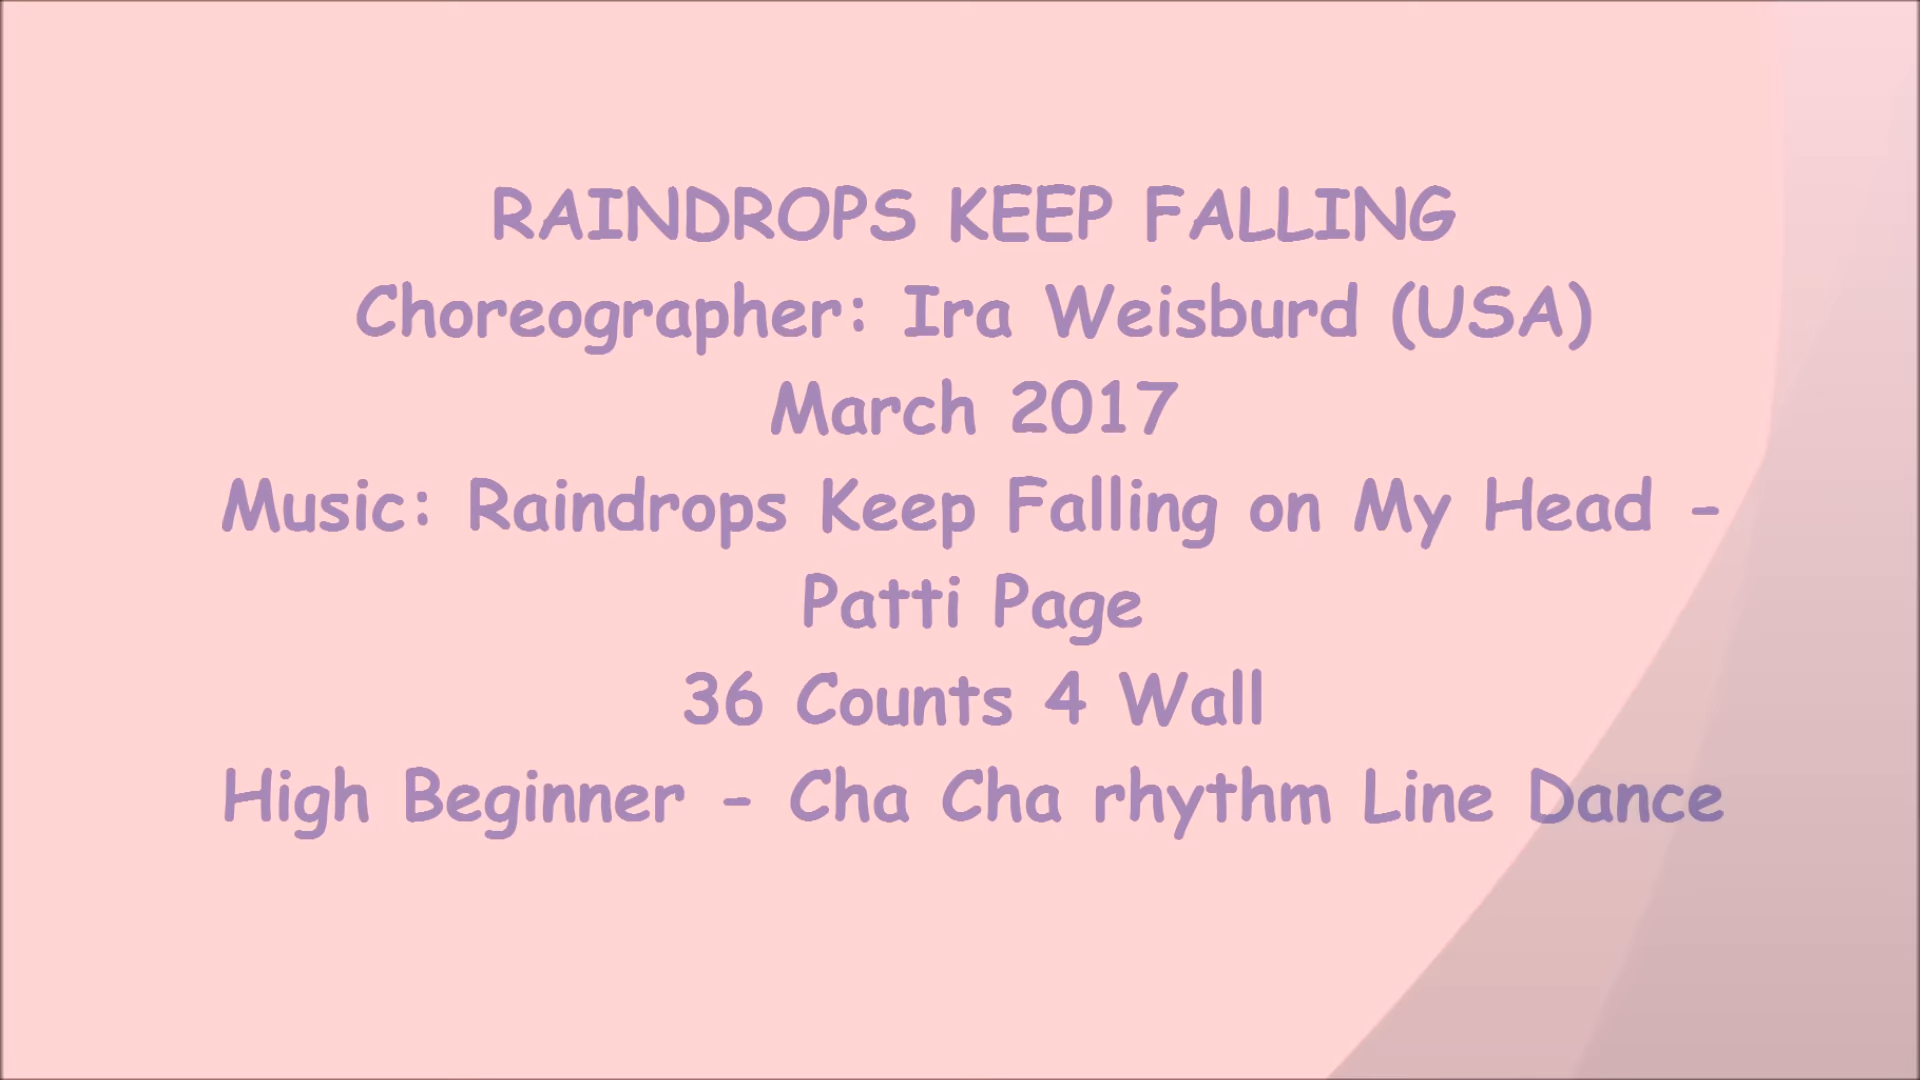 RAINDROPS KEEP FALLING
Choreographer: Ira Weisburd (USA)
March 2017
Music: Raindrops Keep Falling on My Head -
Patti Page
36 Counts 4 Wall
High Beginner - Cha Cha rhythm Line Dance